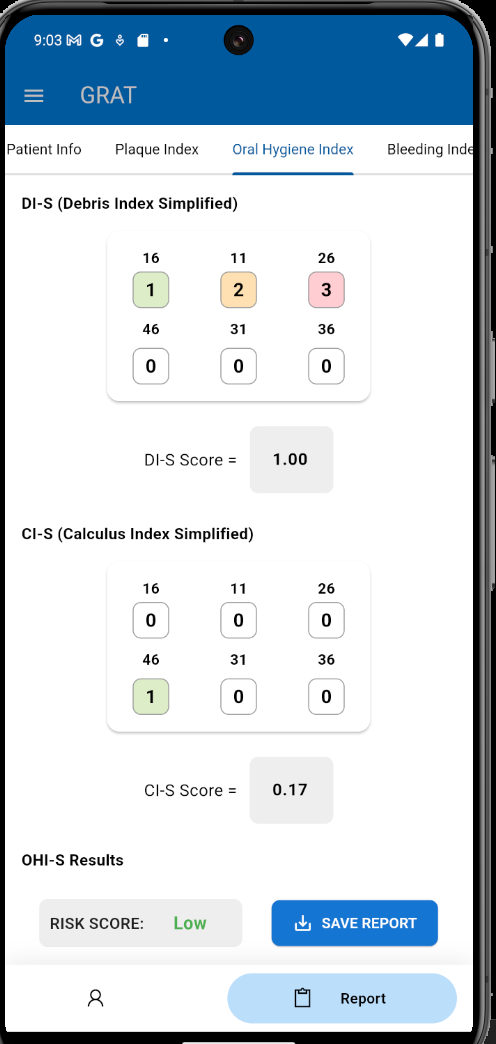 9:03
GRAT
Patient Info Plaque Index Oral Hygiene Index Bleeding Inde
DI-S (Debris Index Simplified)
16 11 26
1 2 3
46 31 36
0 0 0
DI-S Score = 1.00
CI-S (Calculus Index Simplified)
16 11 26
0 0 0
46 31 36
1 0 0
CI-S Score = 0.17
OHI-S Results
RISK SCORE: Low SAVE REPORT
Report